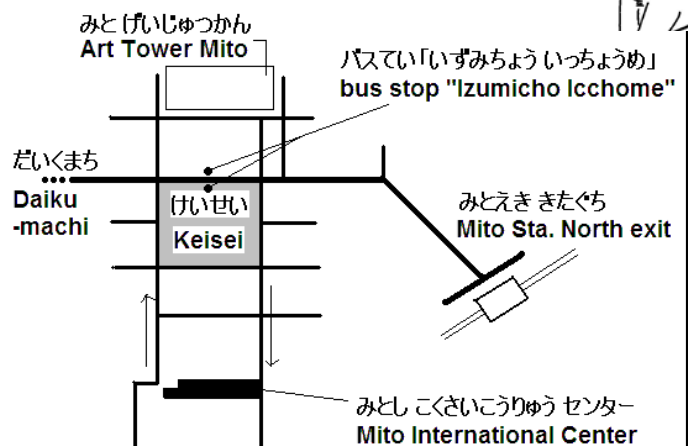 みと げいじゅつかん
Art Tower Mito
バスてい「いずみちょう いっちょうめ」
bus stop "Izumicho Icchome"
だいくまち
Daiku
-machi
けいせい
Keisei
みとえき きたぐち
Mito Sta. North exit
みとし こくさいこうりゅう センター
Mito International Center